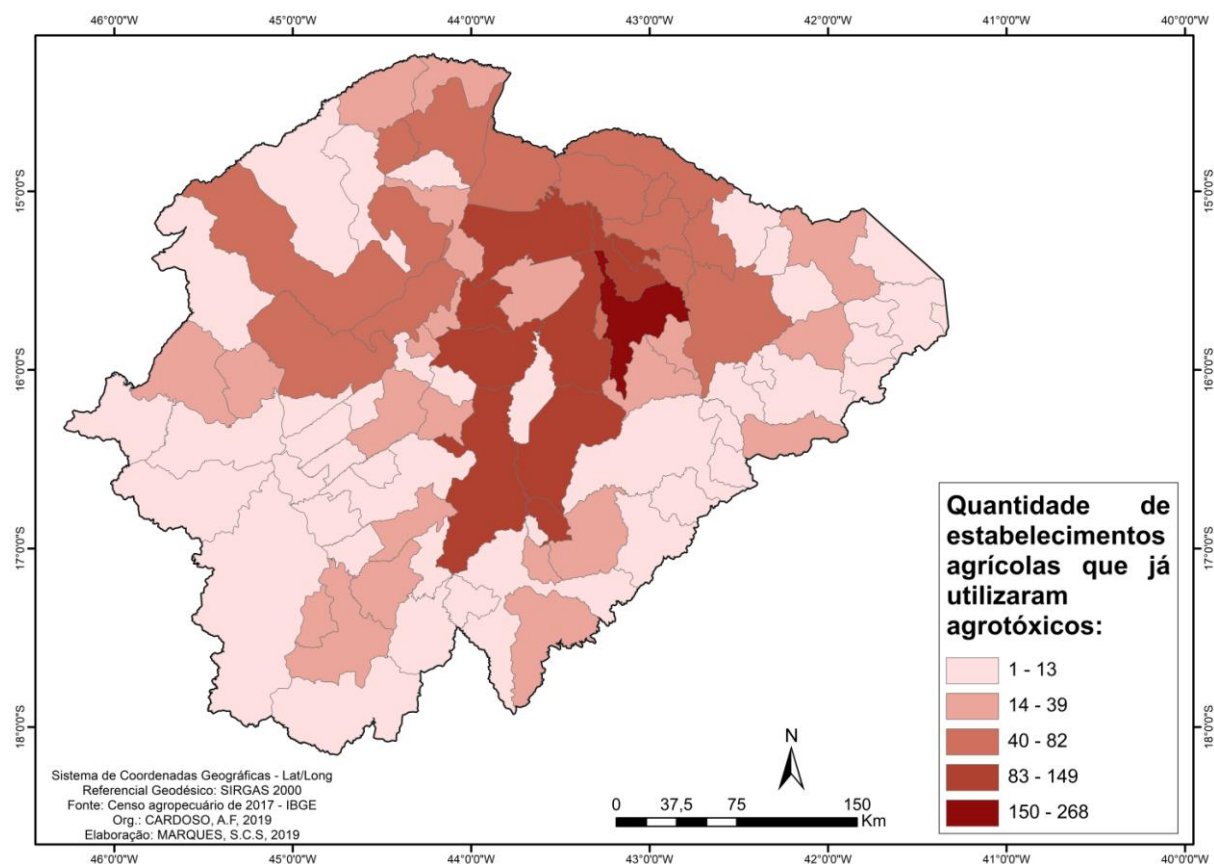 46°0'0"W 45°0'0"W 44°0'0"W 43°0'0"W 42°0'0"W 41°0'0"W 40°0'0"W
15°0'0"S 15°0'0"S
16°0'0"S 16°0'0"S
17°0'0"S 17°0'0"S
18°0'0"S 18°0'0"S
Quantidade de
estabelecimentos
agrícolas que já
utilizaram
agrotóxicos:
1 - 13
14 - 39
40 - 82
83 - 149
150 - 268
N
0 37,5 75 150
Km
Sistema de Coordenadas Geográficas - Lat/Long
Referencial Geodésico: SIRGAS 2000
Fonte: Censo agropecuário de 2017 - IBGE
Org.: CARDOSO, A.F, 2019
Elaboração: MARQUES, S.C.S, 2019
46°0'0"W 45°0'0"W 44°0'0"W 43°0'0"W 42°0'0"W 41°0'0"W 40°0'0"W